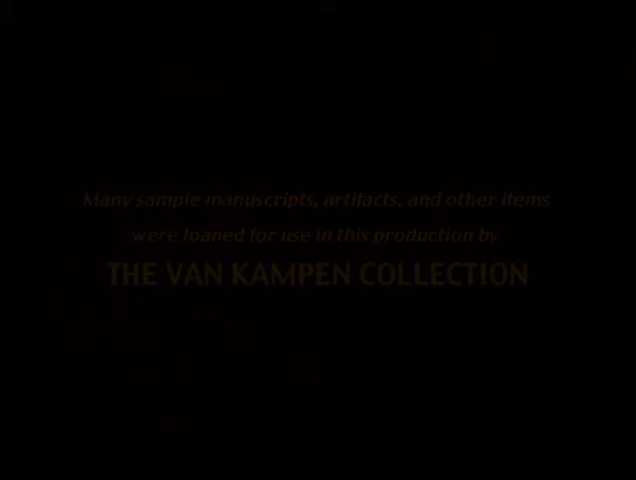 Many sample manuscripts, artifacts, and other items
were loaned for use in this production by
THE VAN KAMPEN COLLECTION